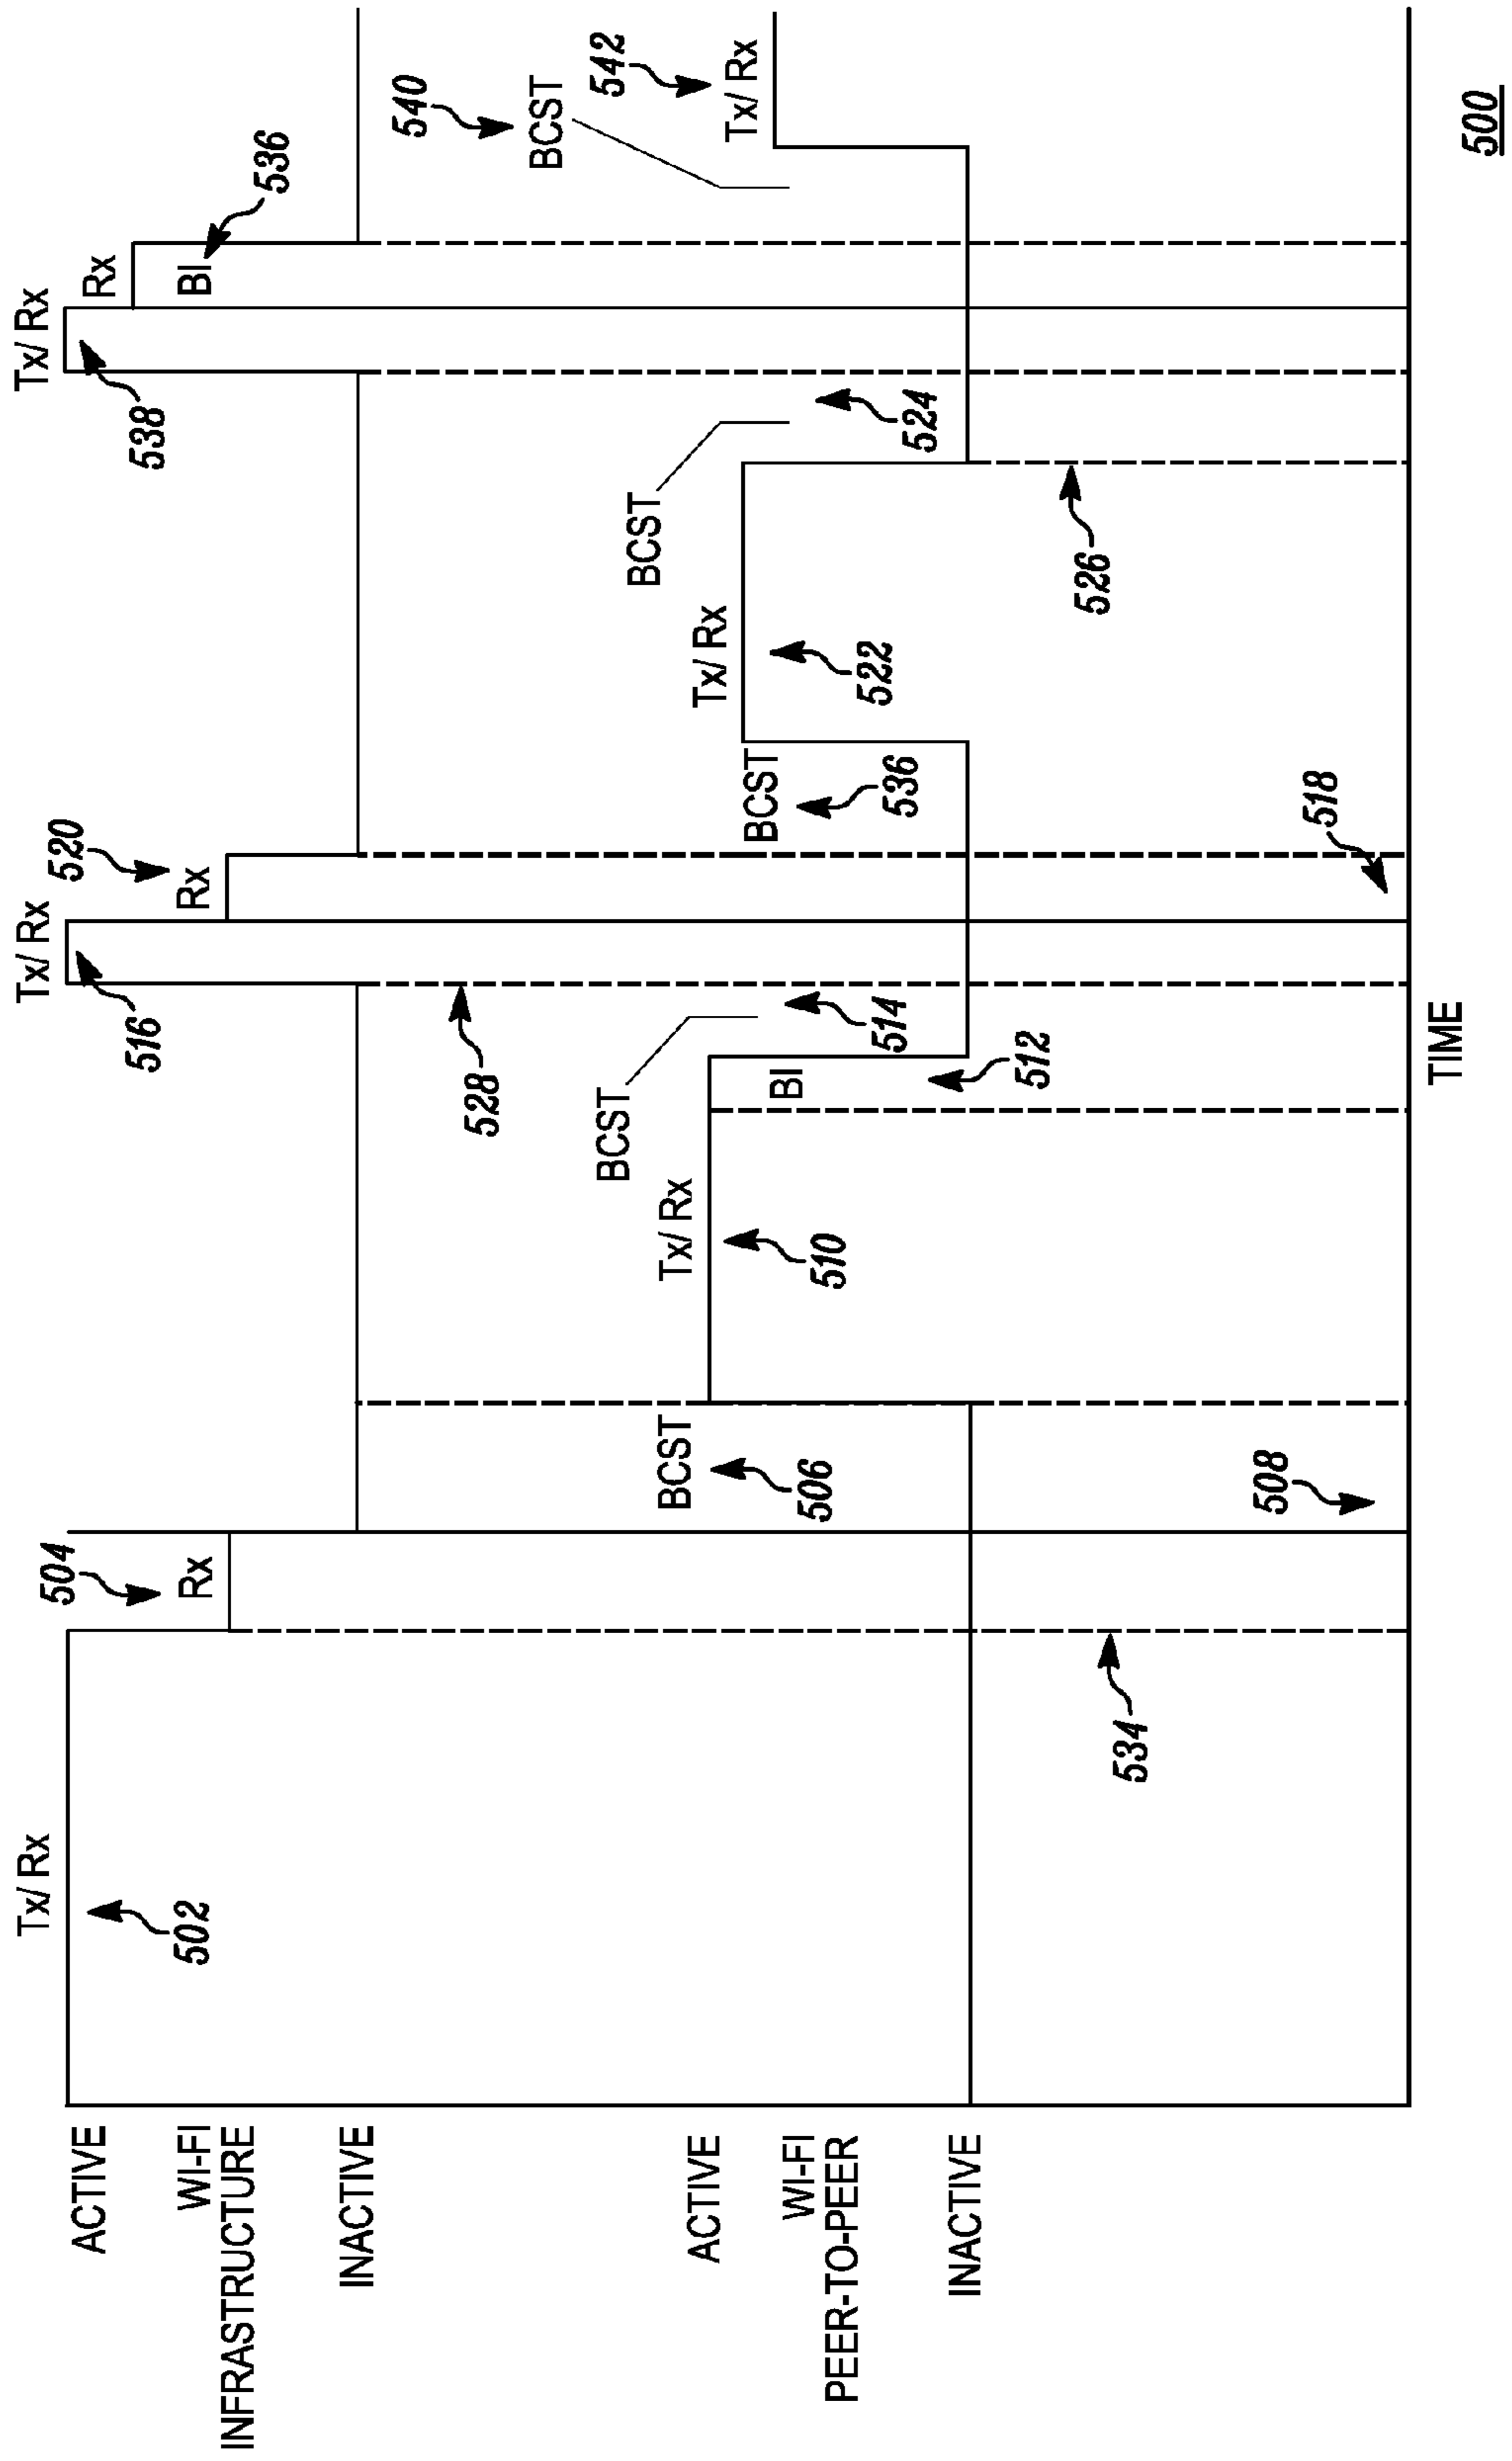 Tx/ Rx
Tx/ Rx
Tx/ Rx
502
504
516
520
538
Rx
Rx
Rx
BI
536
ACTIVE
WI-FI
INFRASTRUCTURE
INACTIVE
528
540
BCST
542
Tx/ Rx
BCST
BCST
ACTIVE
WI-FI
PEER-TO-PEER
INACTIVE
BCST
506
Tx/ Rx
510
BI
512
514
BCST
536
Tx/ Rx
522
524
534
526
508
518
TIME
500